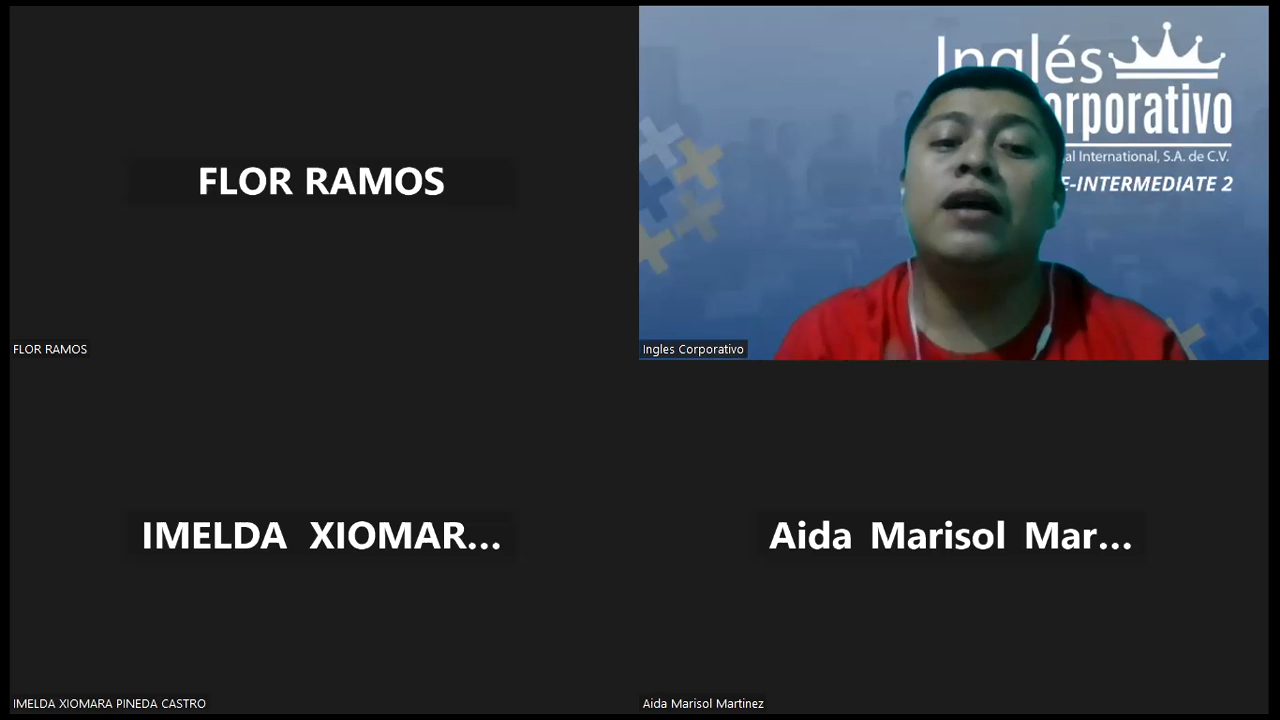 FLOR RAMOS
FLOR RAMOS
Inglés
orporativo
al International, S.A. de C.V.
E-INTERMEDIATE 2
Ingles Corporativo
IMELDA XIOMAR...
IMELDA XIOMARA PINEDA CASTRO
Aida Marisol Mar...
Aida Marisol Martinez